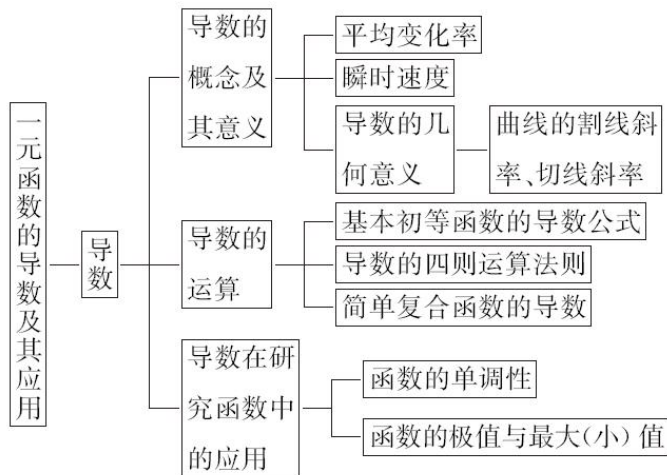 一元函数的导数及其应用
导数
导数的
概念及
其意义
平均变化率
瞬时速度
导数的几
何意义
曲线的割线斜
率、切线斜率
导数的
运算
基本初等函数的导数公式
导数的四则运算法则
简单复合函数的导数
导数在研
究函数中
的应用
函数的单调性
函数的极值与最大(小)值